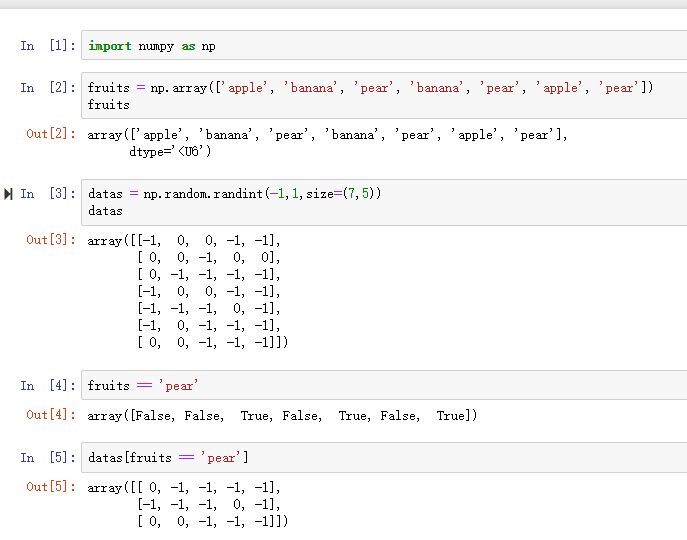 In [1]: import numpy as np
In [2]: fruits = np.array(['apple', 'banana', 'pear', 'banana', 'pear', 'apple', 'pear'])
fruits
Out[2]: array(['apple', 'banana', 'pear', 'banana', 'pear', 'apple', 'pear'],
dtype='<U6')
In [3]: datas = np.random.randint(-1,1,size=(7,5))
datas
Out[3]: array([[-1,  0,  0, -1, -1],
[ 0,  0, -1,  0,  0],
[ 0, -1, -1, -1, -1],
[-1,  0,  0, -1, -1],
[-1, -1, -1,  0, -1],
[-1,  0, -1, -1, -1],
[ 0,  0, -1, -1, -1]])
In [4]: fruits == 'pear'
Out[4]: array([False, False,  True, False,  True, False,  True])
In [5]: datas[fruits == 'pear']
Out[5]: array([[ 0, -1, -1, -1, -1],
[-1, -1, -1,  0, -1],
[ 0,  0, -1, -1, -1]])